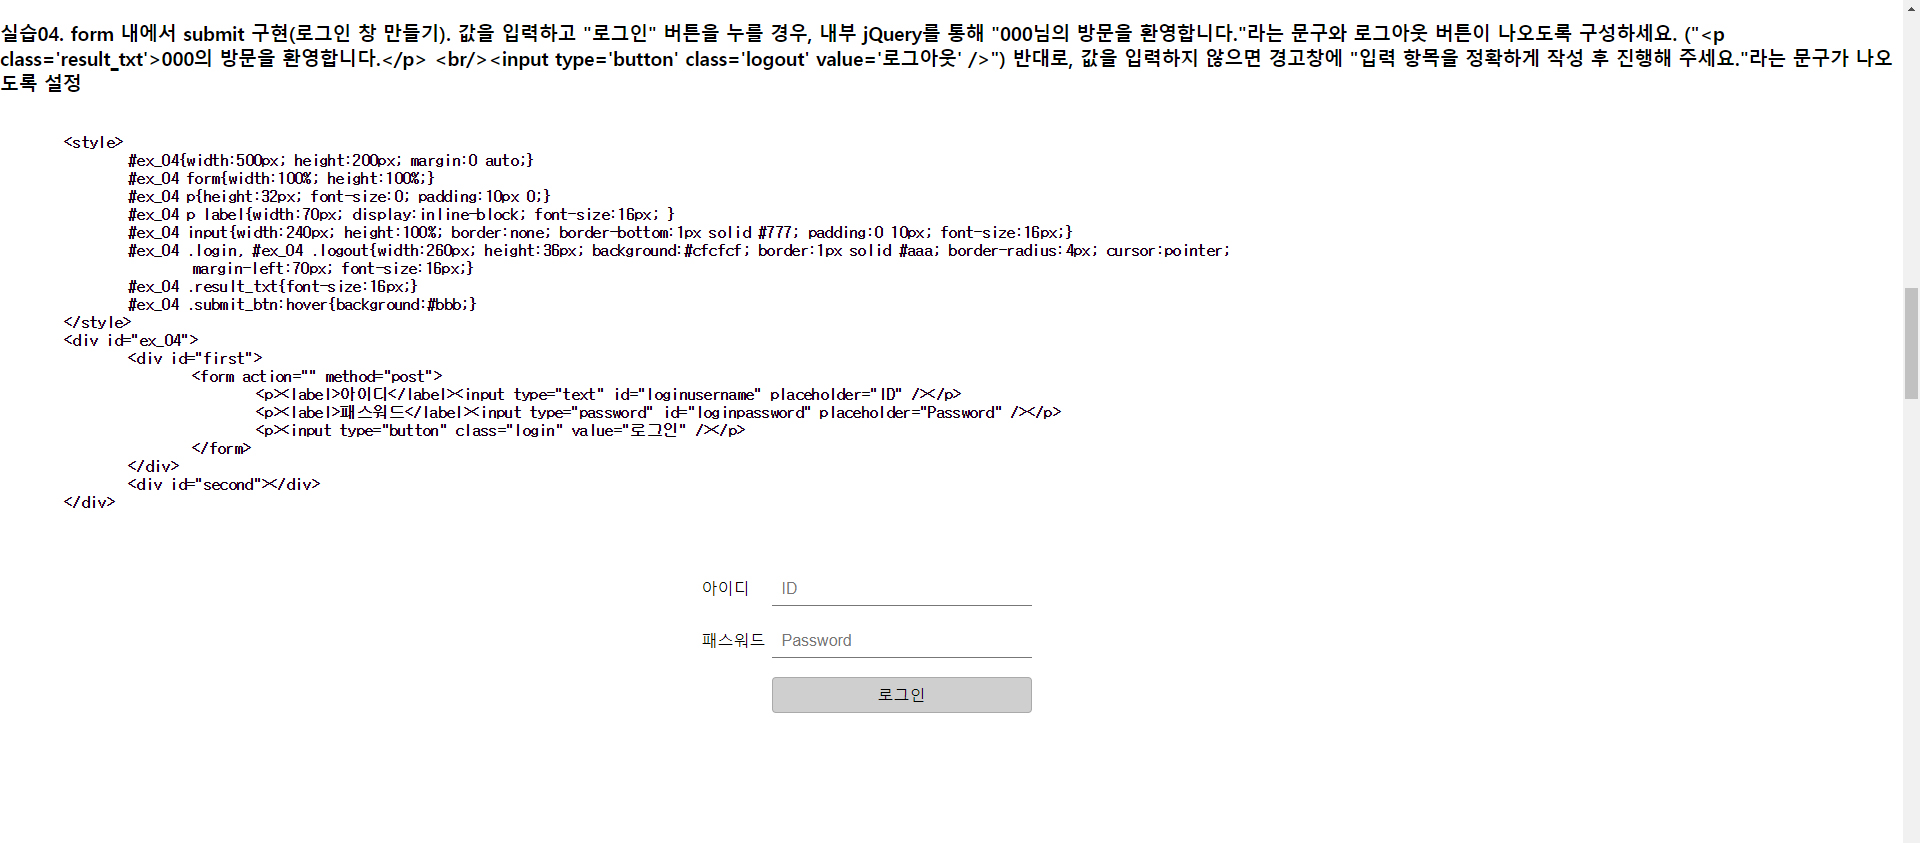 실습04. form 내에서 submit 구현(로그인 창 만들기). 값을 입력하고 "로그인" 버튼을 누를 경우, 내부 jQuery를 통해 "000님의 방문을 환영합니다."라는 문구와 로그아웃 버튼이 나오도록 구성하세요. ("<p
class='result_txt'>000의 방문을 환영합니다.</p> <br/><input type='button' class='logout' value='로그아웃' />") 반대로, 값을 입력하지 않으면 경고창에 "입력 항목을 정확하게 작성 후 진행해 주세요."라는 문구가 나오
도록 설정
<style>
#ex_04{width:500px; height:200px; margin:0 auto;}
#ex_04 form{width:100%; height:100%;}
#ex_04 p{height:32px; font-size:0; padding:10px 0;}
#ex_04 p label{width:70px; display:inline-block; font-size:16px; }
#ex_04 input{width:240px; height:100%; border:none; border-bottom:1px solid #777; padding:0 10px; font-size:16px;}
#ex_04 .login, #ex_04 .logout{width:260px; height:36px; background:#cfcfcf; border:1px solid #aaa; border-radius:4px; cursor:pointer;
margin-left:70px; font-size:16px;}
#ex_04 .result_txt{font-size:16px;}
#ex_04 .submit_btn:hover{background:#bbb;}
</style>
<div id="ex_04">
<div id="first">
<form action="" method="post">
<p><label>아이디</label><input type="text" id="loginusername" placeholder="ID" /></p>
<p><label>패스워드</label><input type="password" id="loginpassword" placeholder="Password" /></p>
<p><input type="button" class="login" value="로그인" /></p>
</form>
</div>
<div id="second"></div>
</div>
아이디 ID
패스워드 Password
로그인